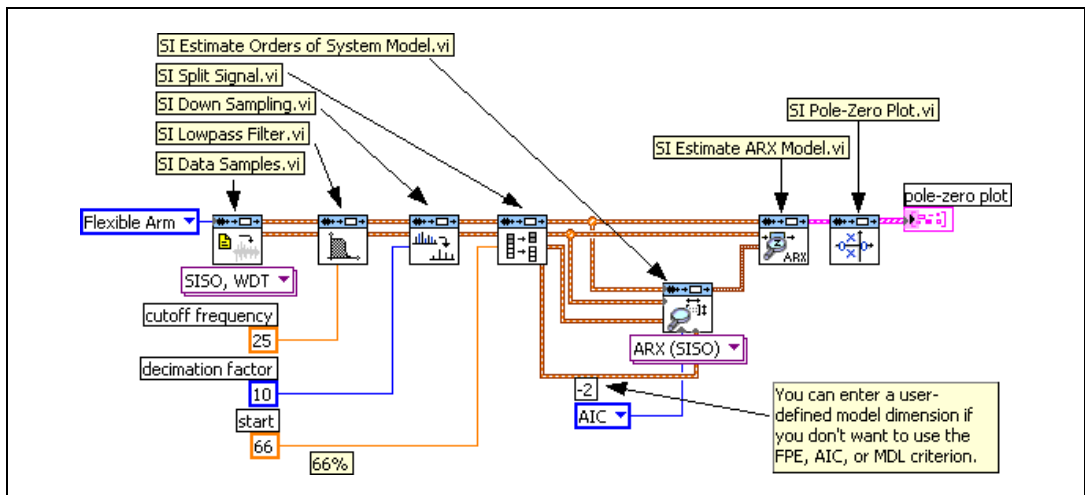 SI Estimate Orders of System Model.vi
SI Split Signal.vi
SI Down Sampling.vi
SI Lowpass Filter.vi
SI Data Samples.vi
SI Pole-Zero Plot.vi
SI Estimate ARX Model.vi
pole-zero plot
Flexible Arm
Z
ARX
SISO, WDT
cutoff frequency
25
ARX (SISO)
decimation factor
10
-2
AIC
You can enter a user-
defined model dimension if
you don't want to use the
FPE, AIC, or MDL criterion.
start
66
66%